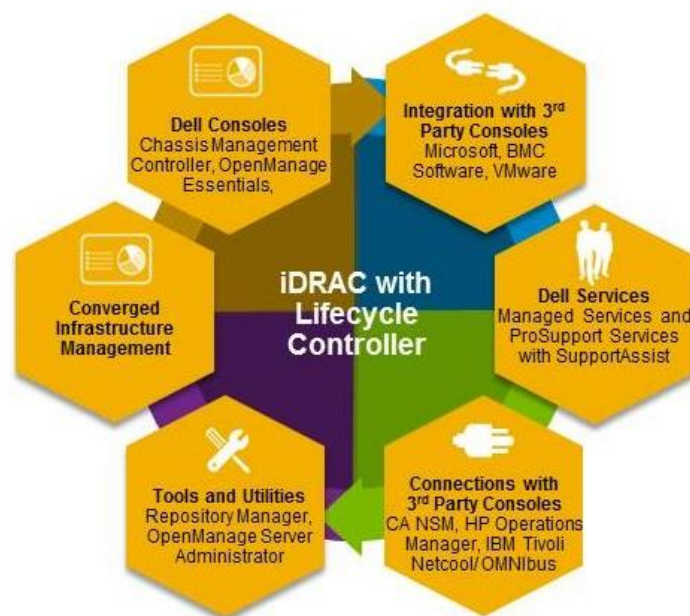 Dell Consoles
Chassis Management
Controller, OpenManage
Essentials,
Integration with 3rd
Party Consoles
Microsoft, BMC
Software, VMware
Converged
Infrastructure
Management
iDRAC with
Lifecycle
Controller
Dell Services
Managed Services and
ProSupport Services
with SupportAssist
Tools and Utilities
Repository Manager,
OpenManage Server
Administrator
Connections with
3rd Party Consoles
CA NSM, HP Operations
Manager, IBM Tivoli
Netcool/OMNIbus